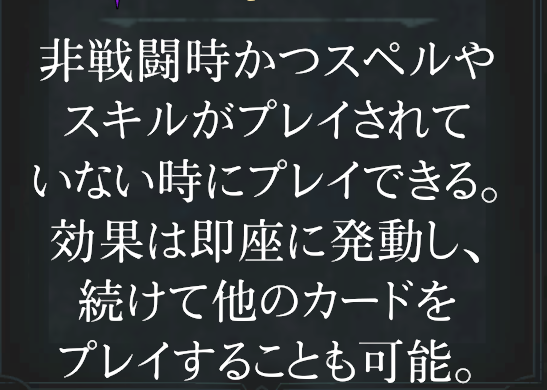 非戦闘時かつスペルや
スキルがプレイされて
いない時にプレイできる。
効果は即座に発動し、
続けて他のカードを
プレイすることも可能。